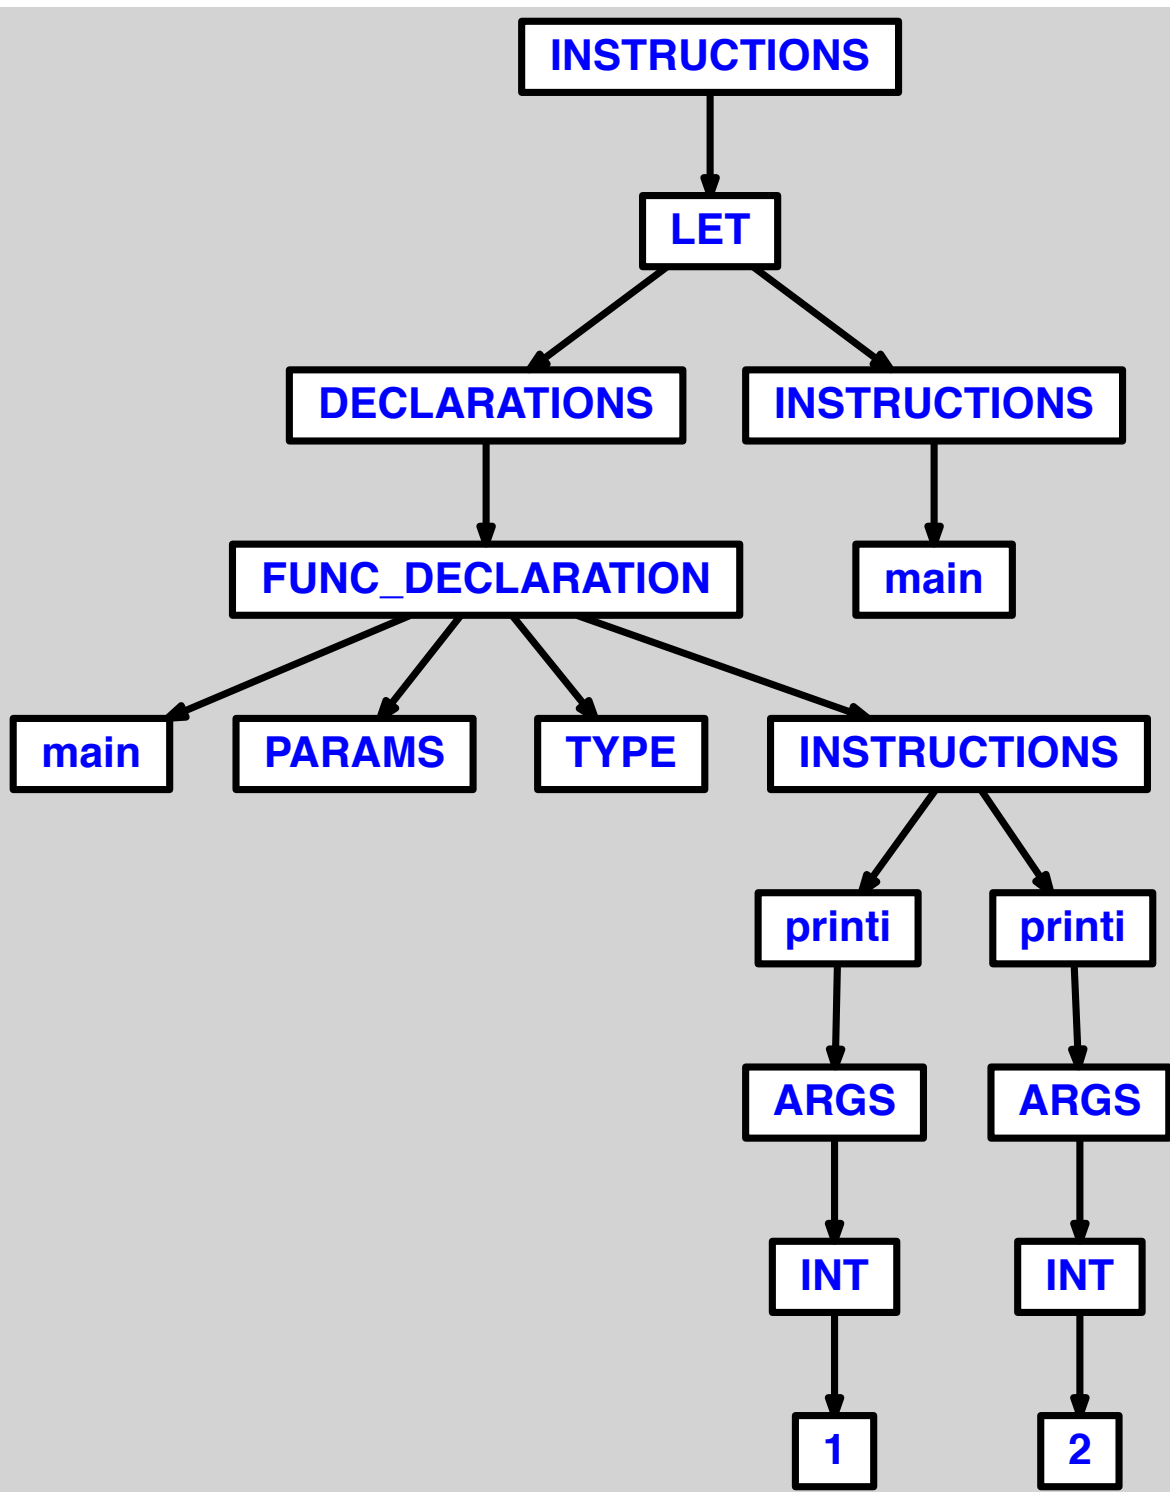 INSTRUCTIONS
LET
DECLARATIONS
INSTRUCTIONS
FUNC_DECLARATION
main
main
PARAMS
TYPE
INSTRUCTIONS
printi
printi
ARGS
ARGS
INT
INT
1
2